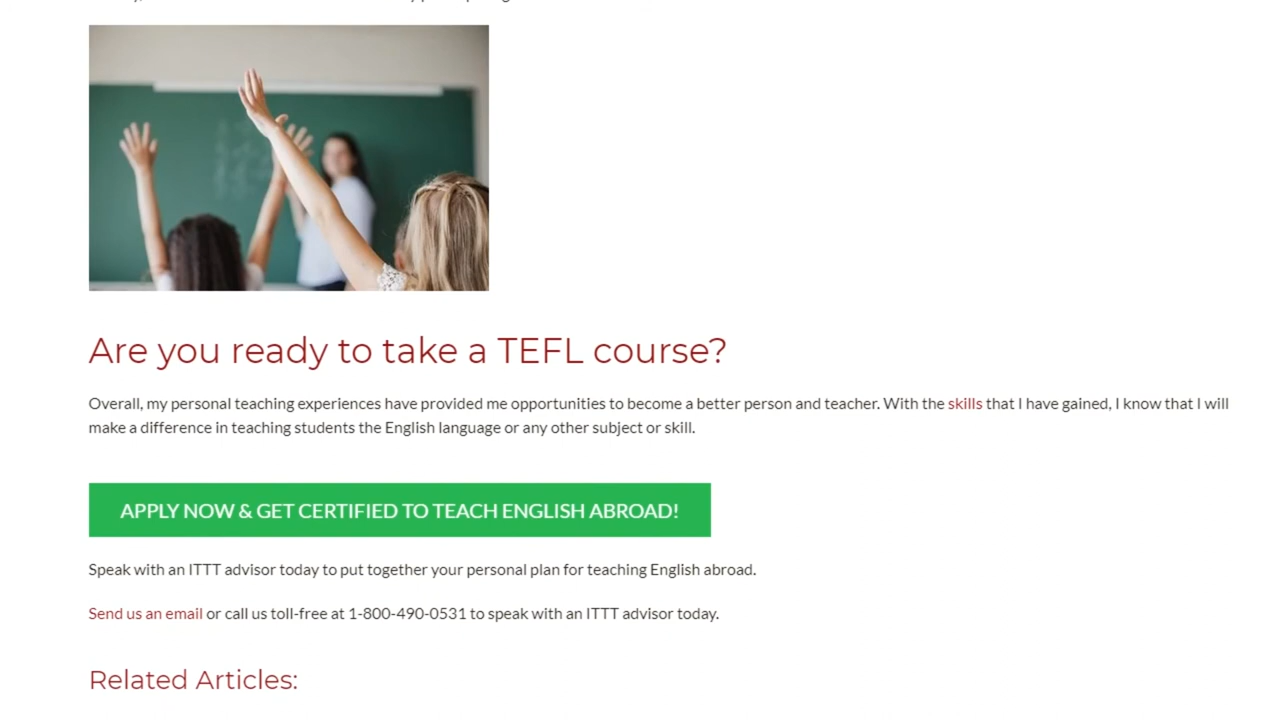 Are you ready to take a TEFL course?
Overall, my personal teaching experiences have provided me opportunities to become a better person and teacher. With the skills that I have gained, I know that I will
make a difference in teaching students the English language or any other subject or skill.
APPLY NOW & GET CERTIFIED TO TEACH ENGLISH ABROAD!
Speak with an ITTT advisor today to put together your personal plan for teaching English abroad.
Send us an email or call us toll-free at 1-800-490-0531 to speak with an ITTT advisor today.
Related Articles: